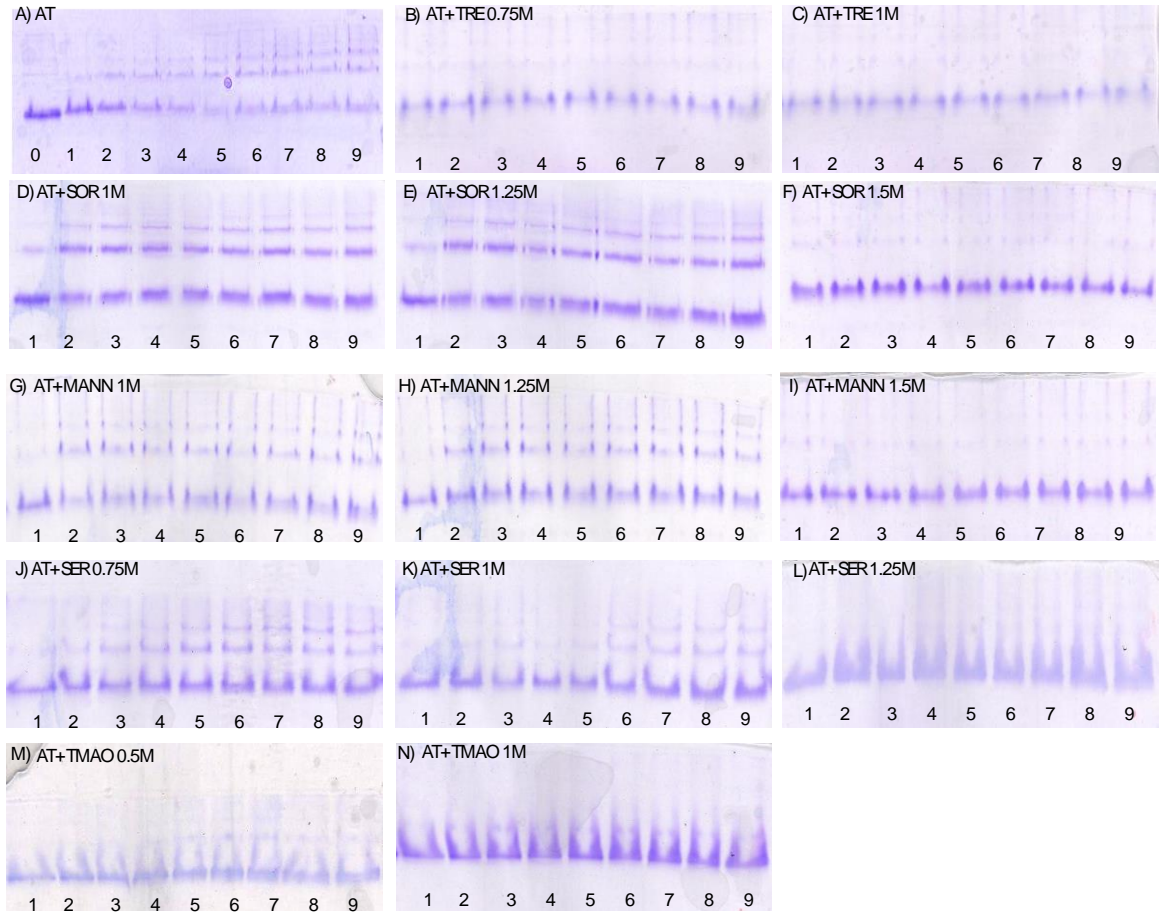 A) AT
B) AT+TRE 0.75M
C) AT+TRE 1M
0 1 2 3 4 5 6 7 8 9
1 2 3 4 5 6 7 8 9
1 2 3 4 5 6 7 8 9
D) AT+SOR 1M
E) AT+SOR 1.25M
F) AT+SOR 1.5M
1 2 3 4 5 6 7 8 9
1 2 3 4 5 6 7 8 9
1 2 3 4 5 6 7 8 9
G) AT+MANN 1M
H) AT+MANN 1.25M
I) AT+MANN 1.5M
1 2 3 4 5 6 7 8 9
1 2 3 4 5 6 7 8 9
1 2 3 4 5 6 7 8 9
J) AT+SER 0.75M
K) AT+SER 1M
L) AT+SER 1.25M
1 2 3 4 5 6 7 8 9
1 2 3 4 5 6 7 8 9
1 2 3 4 5 6 7 8 9
M) AT+TMAO 0.5M
N) AT+TMAO 1M
1 2 3 4 5 6 7 8 9
1 2 3 4 5 6 7 8 9